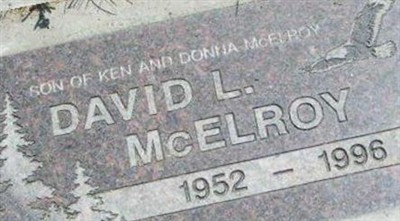 SON OF KEN AND DONNA McELROY
DAVID L.
McELROY
1952 - 1996